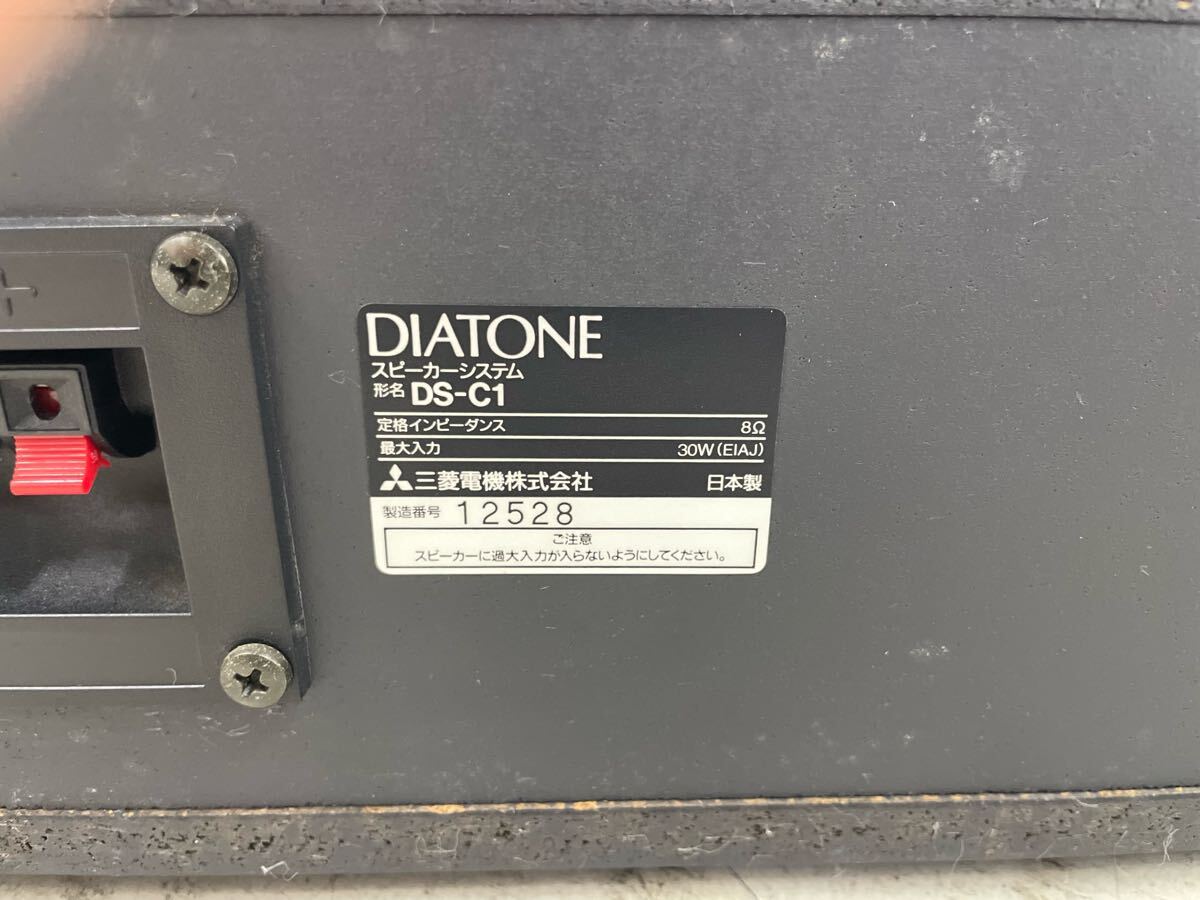 +
DIATONE
スピーカーシステム
形名 DS-C1
定格インピーダンス 8Ω
最大入力 30W(EIAJ)
三菱電機株式会社 日本製
製造番号 12528
ご注意
スピーカーに過大入力が入らないようにしてください。